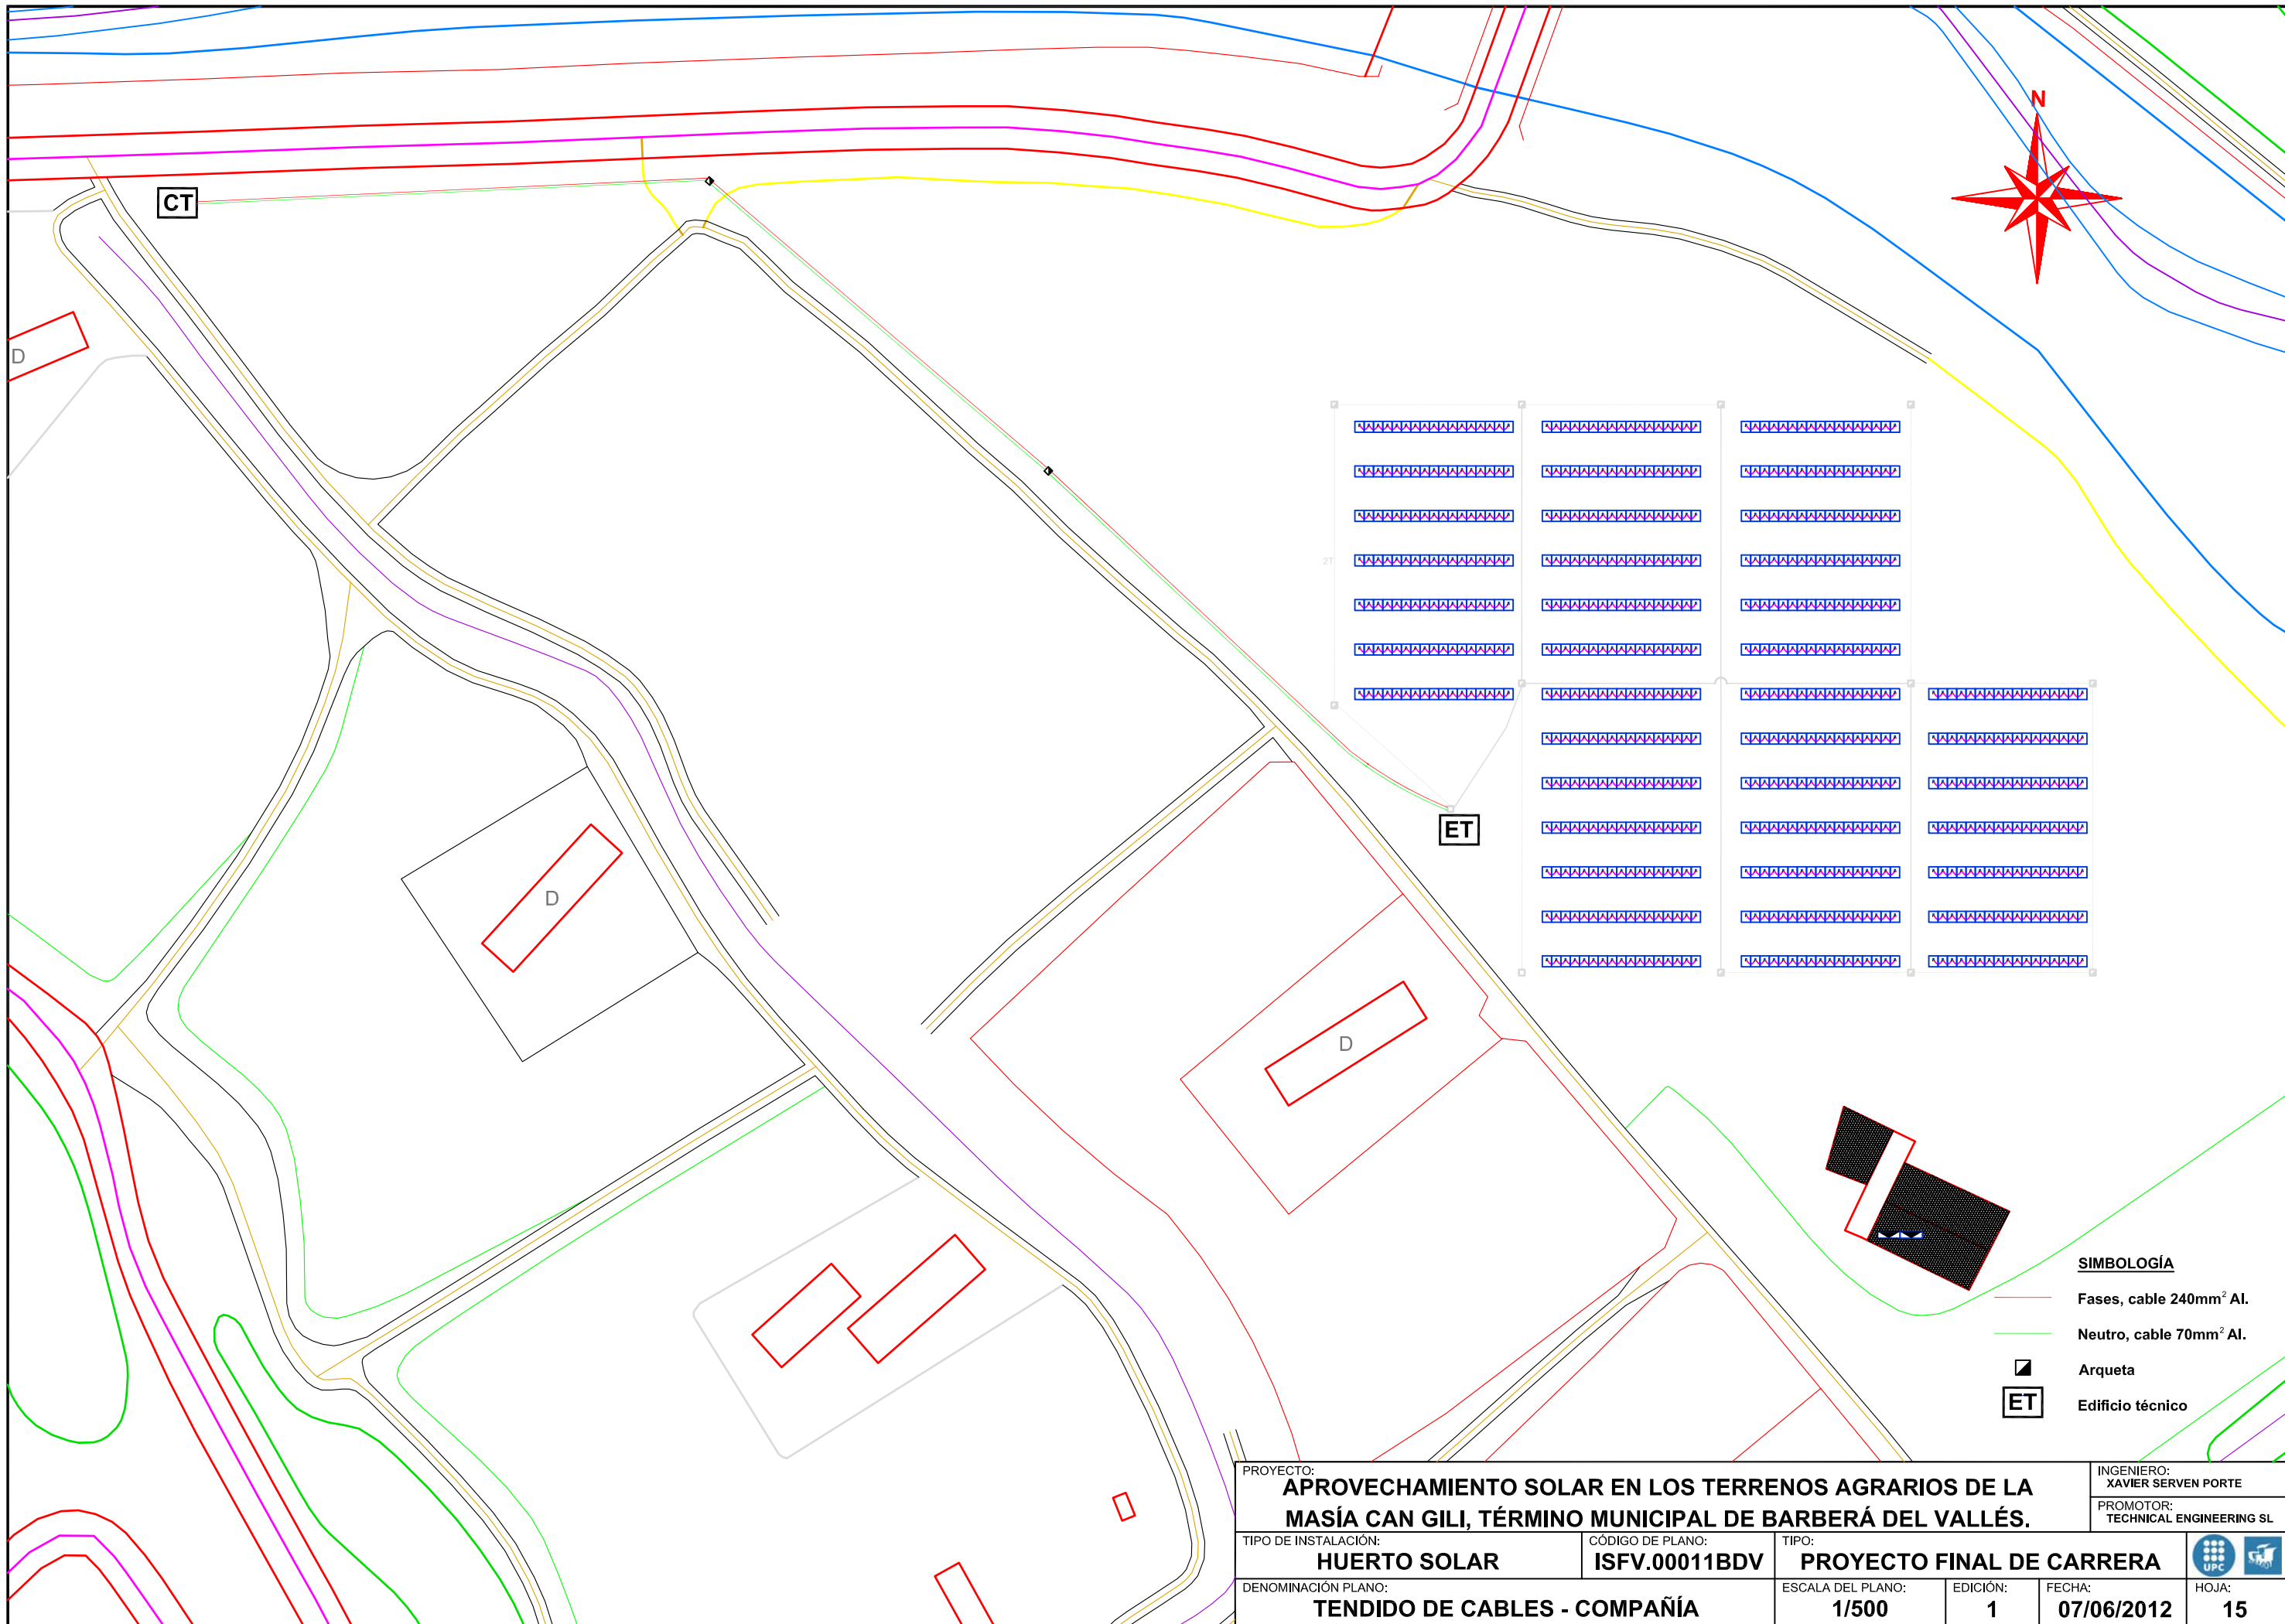 N
CT
D
2T
ET
D
D
SIMBOLOGÍA
Fases, cable 240mm² Al.
Neutro, cable 70mm² Al.
Arqueta
ET
Edificio técnico
PROYECTO:
APROVECHAMIENTO SOLAR EN LOS TERRENOS AGRARIOS DE LA
MASÍA CAN GILI, TÉRMINO MUNICIPAL DE BARBERÁ DEL VALLÉS.
INGENIERO:
XAVIER SERVEN PORTE
PROMOTOR:
TECHNICAL ENGINEERING SL
TIPO DE INSTALACIÓN:
HUERTO SOLAR
CÓDIGO DE PLANO:
ISFV.00011BDV
TIPO:
PROYECTO FINAL DE CARRERA
UPC
DENOMINACIÓN PLANO:
TENDIDO DE CABLES - COMPAÑÍA
ESCALA DEL PLANO:
1/500
EDICIÓN:
1
FECHA:
07/06/2012
HOJA:
15